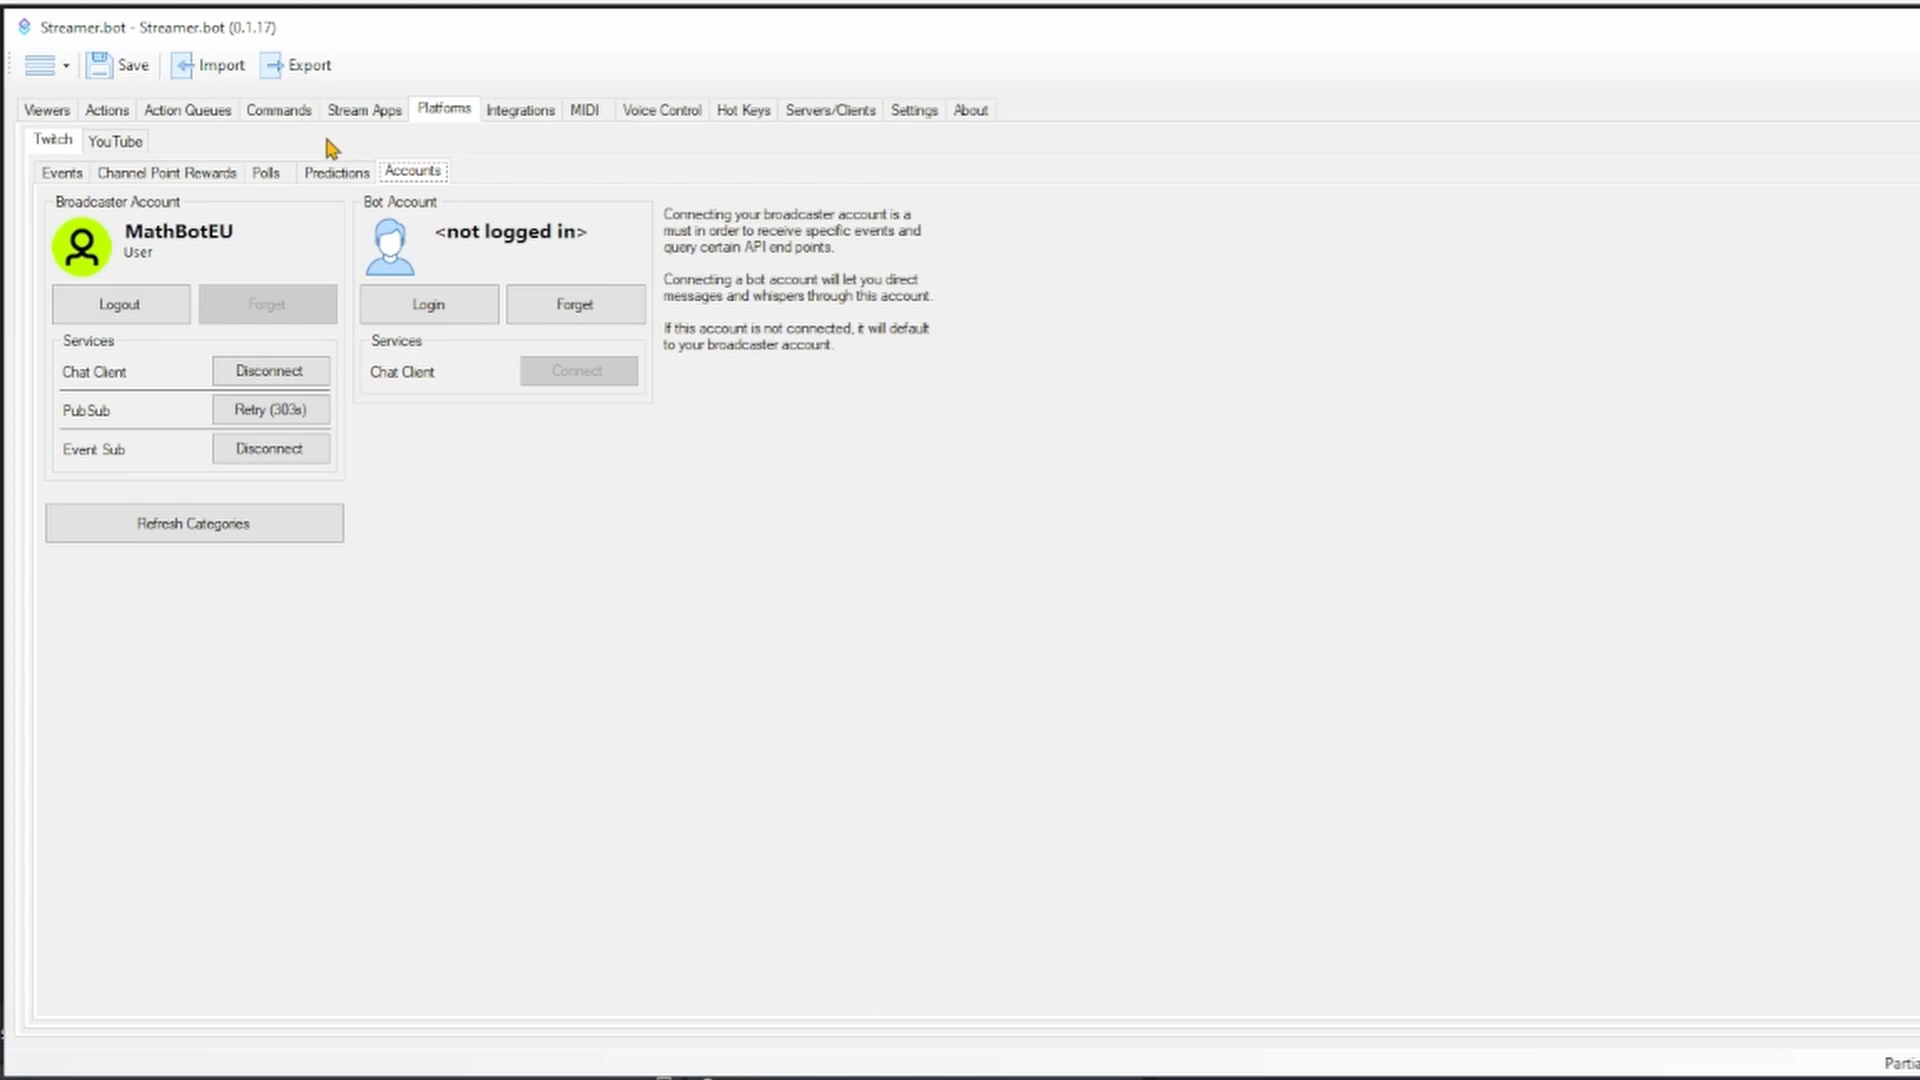 Streamer.bot - Streamer.bot (0.1.17)
Save Import Export
Viewers Actions Action Queues Commands Stream Apps Platforms Integrations MIDI Voice Control Hot Keys Servers/Clients Settings About
Twitch YouTube
Events Channel Point Rewards Polls Predictions Accounts
Broadcaster Account
MathBotEU
User
Logout Forget
Services
Chat Client Disconnect
PubSub Retry (303s)
Event Sub Disconnect
Refresh Categories
Bot Account
<not logged in>
Login Forget
Services
Chat Client Connect
Connecting your broadcaster account is a
must in order to receive specific events and
query certain API end points.
Connecting a bot account will let you direct
messages and whispers through this account.
If this account is not connected, it will default
to your broadcaster account.